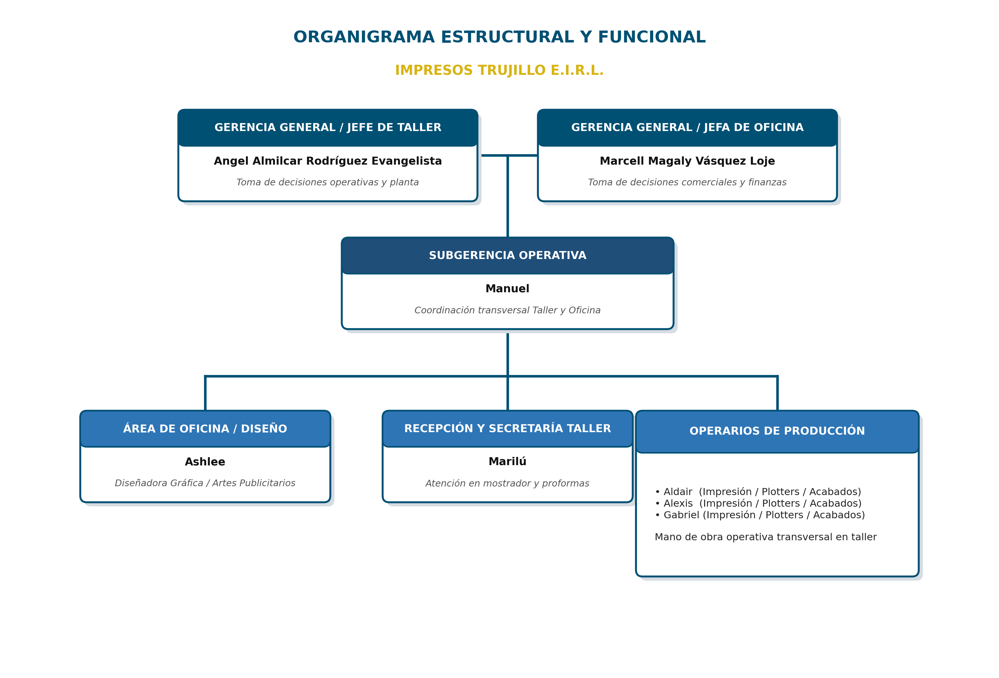 ORGANIGRAMA ESTRUCTURAL Y FUNCIONAL
IMPRESOS TRUJILLO E.I.R.L.
GERENCIA GENERAL / JEFE DE TALLER
Angel Almilcar Rodríguez Evangelista
Toma de decisiones operativas y planta
GERENCIA GENERAL / JEFA DE OFICINA
Marcell Magaly Vásquez Loje
Toma de decisiones comerciales y finanzas
SUBGERENCIA OPERATIVA
Manuel
Coordinación transversal Taller y Oficina
ÁREA DE OFICINA / DISEÑO
Ashlee
Diseñadora Gráfica / Artes Publicitarios
RECEPCIÓN Y SECRETARÍA TALLER
Marilú
Atención en mostrador y proformas
OPERARIOS DE PRODUCCIÓN
• Aldair  (Impresión / Plotters / Acabados)
• Alexis  (Impresión / Plotters / Acabados)
• Gabriel (Impresión / Plotters / Acabados)
Mano de obra operativa transversal en taller